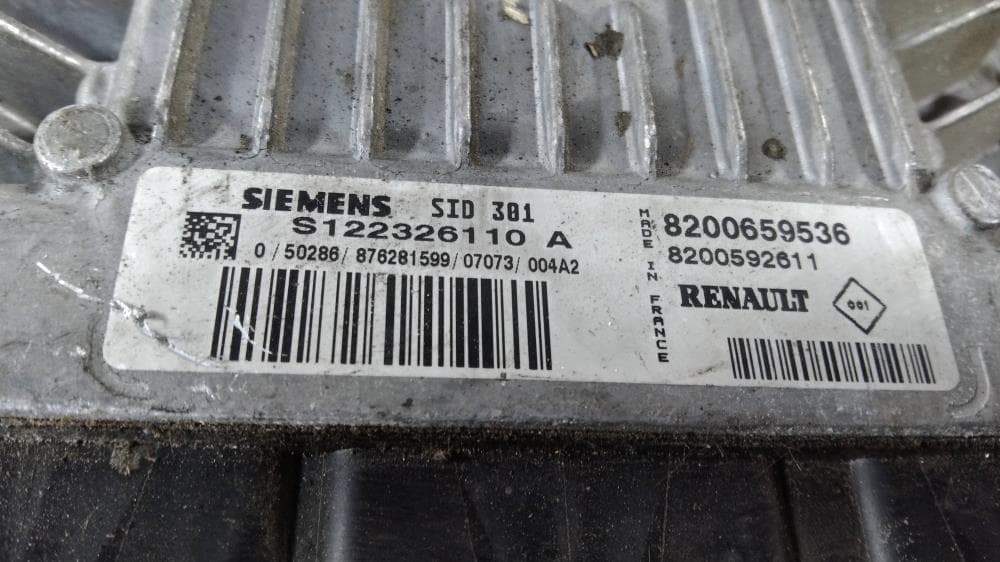 SIEMENS SID 301
S122326110 A
0/50286/876281599/07073/004A2
MADE IN FRANCE
8200659536
8200592611
RENAULT
001